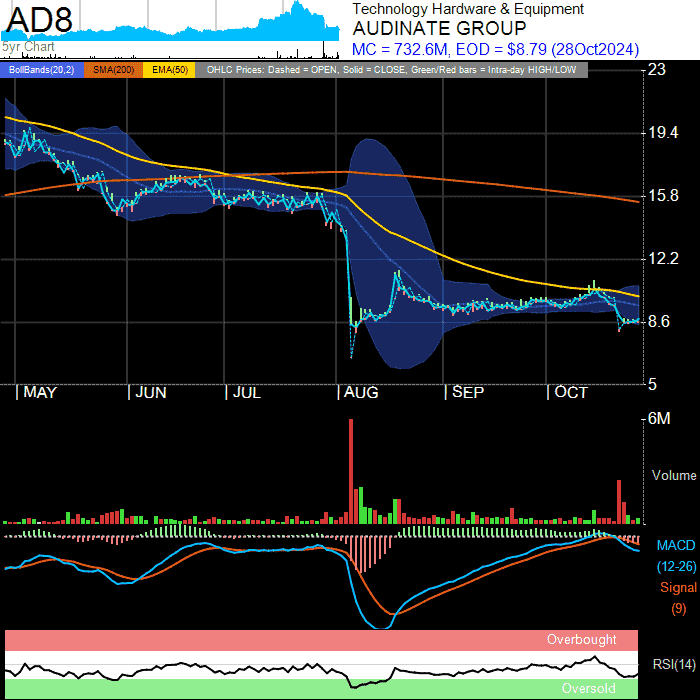 AD8
5yr Chart
Technology Hardware & Equipment
AUDINATE GROUP
MC = 732.6M, EOD = $8.79 (28Oct2024)
BollBands(20,2) SMA(200) EMA(50) OHLC Prices: Dashed = OPEN, Solid = CLOSE, Green/Red bars = Intra-day HIGH/LOW
23
19.4
15.8
12.2
8.6
5
MAY JUN JUL AUG SEP OCT
6M
Volume
MACD
(12-26)
Signal
(9)
Overbought
RSI(14)
Oversold